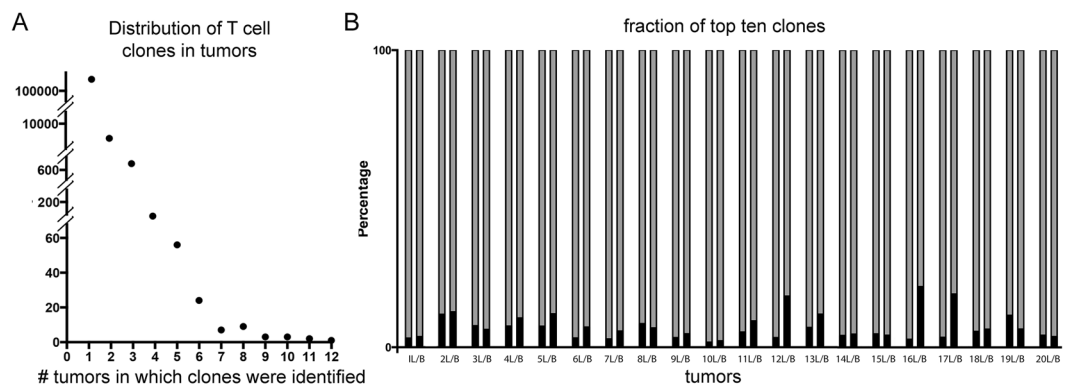 A
Distribution of T cell
clones in tumors
100000
10000
600
200
60
40
20
0
0 1 2 3 4 5 6 7 8 9 10 11 12
# tumors in which clones were identified
B
fraction of top ten clones
100
Percentage
0
IL/B 2L/B 3L/B 4L/B 5L/B 6L/B 7L/B 8L/B 9L/B 10L/B 11L/B 12L/B 13L/B 14L/B 15L/B 16L/B 17L/B 18L/B 19L/B 20L/B
tumors